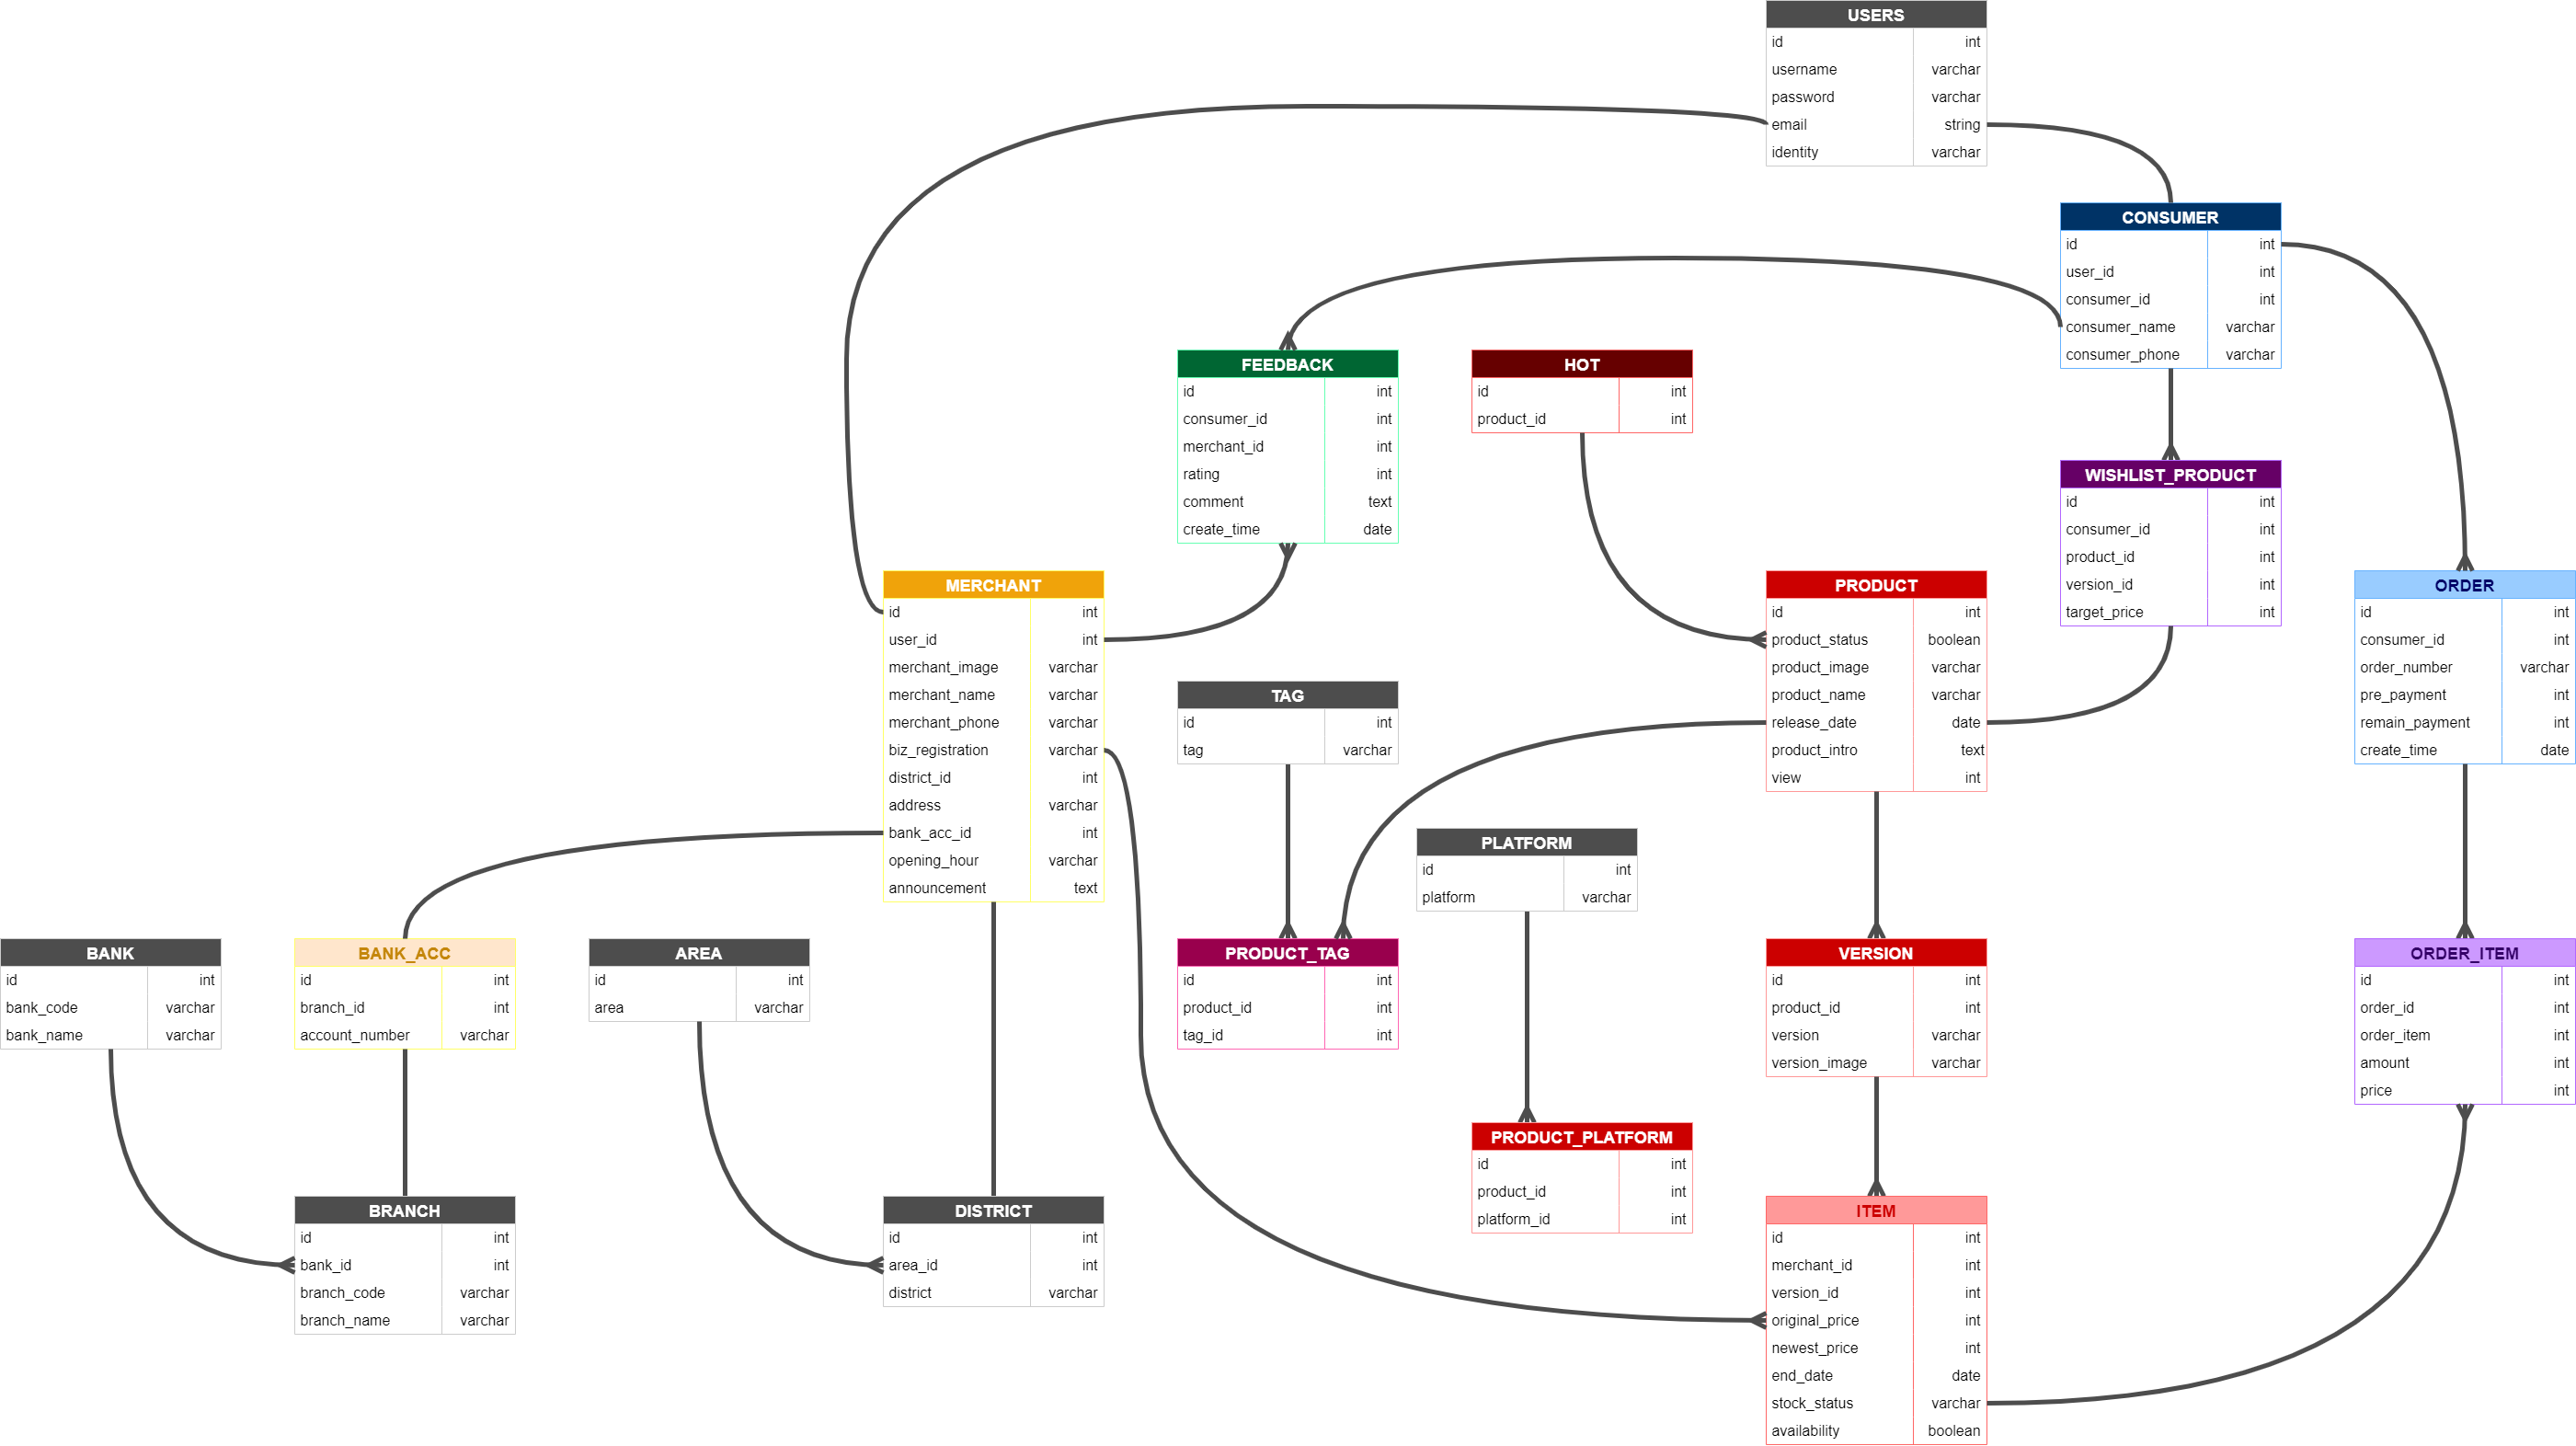 USERS
id int
username varchar
password varchar
email string
identity varchar
CONSUMER
id int
user_id int
consumer_id int
consumer_name varchar
consumer_phone varchar
FEEDBACK
id int
consumer_id int
merchant_id int
rating int
comment text
create_time date
HOT
id int
product_id int
WISHLIST_PRODUCT
id int
consumer_id int
product_id int
version_id int
target_price int
MERCHANT
id int
user_id int
merchant_image varchar
merchant_name varchar
merchant_phone varchar
biz_registration varchar
district_id int
address varchar
bank_acc_id int
opening_hour varchar
announcement text
PRODUCT
id int
product_status boolean
product_image varchar
product_name varchar
release_date date
product_intro text
view int
ORDER
id int
consumer_id int
order_number varchar
pre_payment int
remain_payment int
create_time date
TAG
id int
tag varchar
PLATFORM
id int
platform varchar
BANK
id int
bank_code varchar
bank_name varchar
BANK_ACC
id int
branch_id int
account_number varchar
AREA
id int
area varchar
PRODUCT_TAG
id int
product_id int
tag_id int
VERSION
id int
product_id int
version varchar
version_image varchar
ORDER_ITEM
id int
order_id int
order_item int
amount int
price int
PRODUCT_PLATFORM
id int
product_id int
platform_id int
BRANCH
id int
bank_id int
branch_code varchar
branch_name varchar
DISTRICT
id int
area_id int
district varchar
ITEM
id int
merchant_id int
version_id int
original_price int
newest_price int
end_date date
stock_status varchar
availability boolean